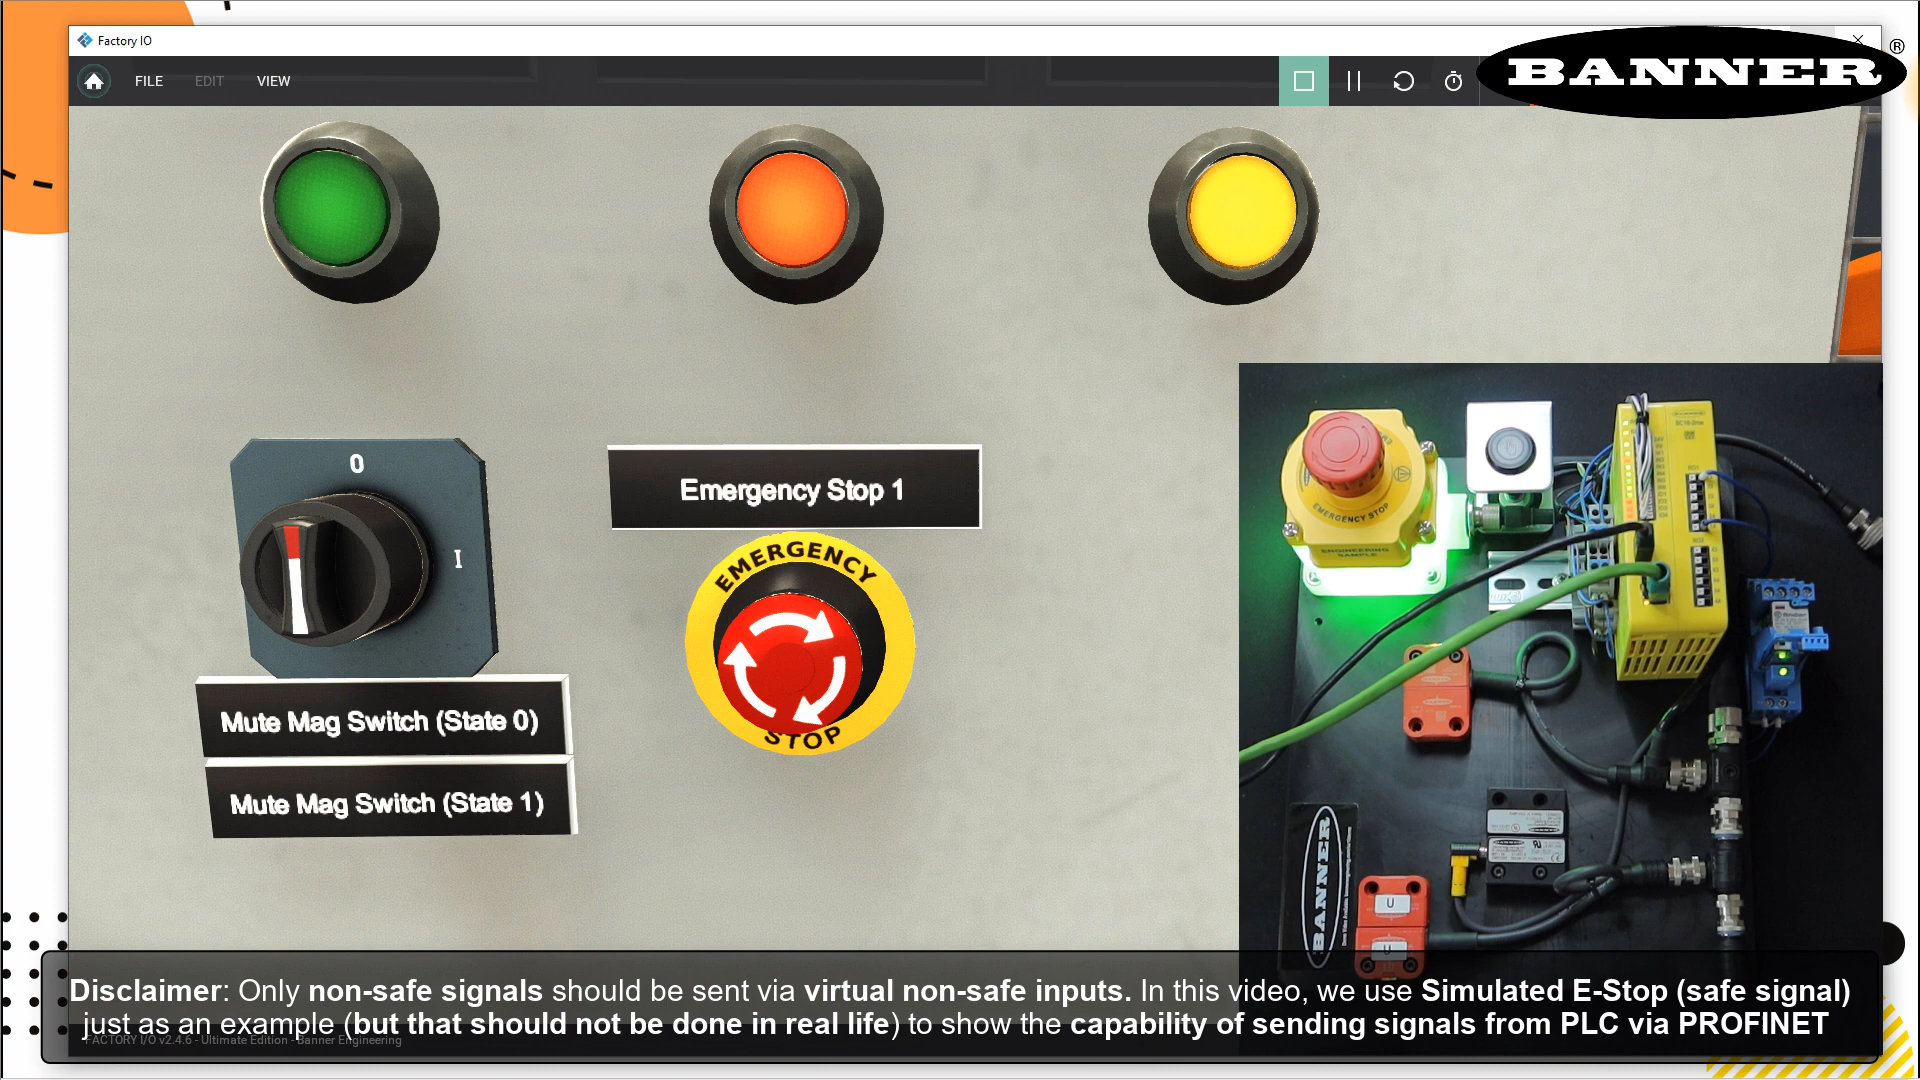 Factory IO
BANNER®
FILE EDIT VIEW
0
I
Emergency Stop 1
EMERGENCY
STOP
Mute Mag Switch (State 0)
Mute Mag Switch (State 1)
EMERGENCY STOP
ENGINEERING
SAMPLE
BANNER
U
U
Disclaimer: Only non-safe signals should be sent via virtual non-safe inputs. In this video, we use Simulated E-Stop (safe signal)
just as an example (but that should not be done in real life) to show the capability of sending signals from PLC via PROFINET
FACTORY I/O v2.4.6 - Ultimate Edition - Banner Engineering